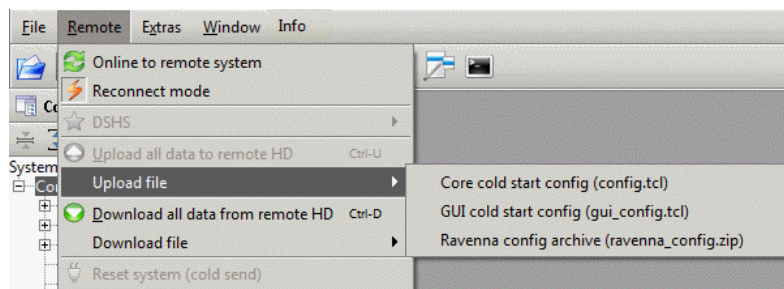 File Remote Extras Window Info
Online to remote system
Reconnect mode
Co
DSHS
Upload all data to remote HD Ctrl-U
System
Con
Upload file
Core cold start config (config.tcl)
Download all data from remote HD Ctrl-D
GUI cold start config (gui_config.tcl)
Download file
Ravenna config archive (ravenna_config.zip)
Reset system (cold send)